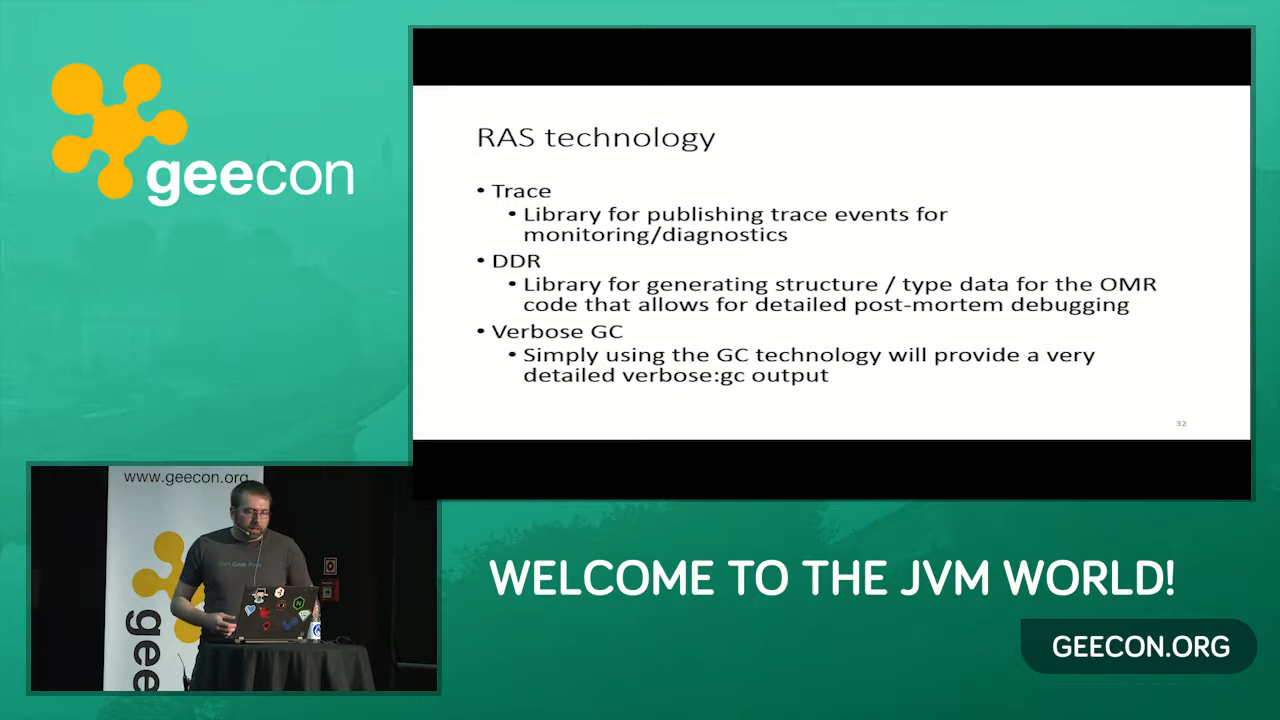 geecon
RAS technology
• Trace
• Library for publishing trace events for
monitoring/diagnostics
• DDR
• Library for generating structure / type data for the OMR
code that allows for detailed post-mortem debugging
• Verbose GC
• Simply using the GC technology will provide a very
detailed verbose:gc output
32
www.geecon.org
gee
WELCOME TO THE JVM WORLD!
GEECON.ORG